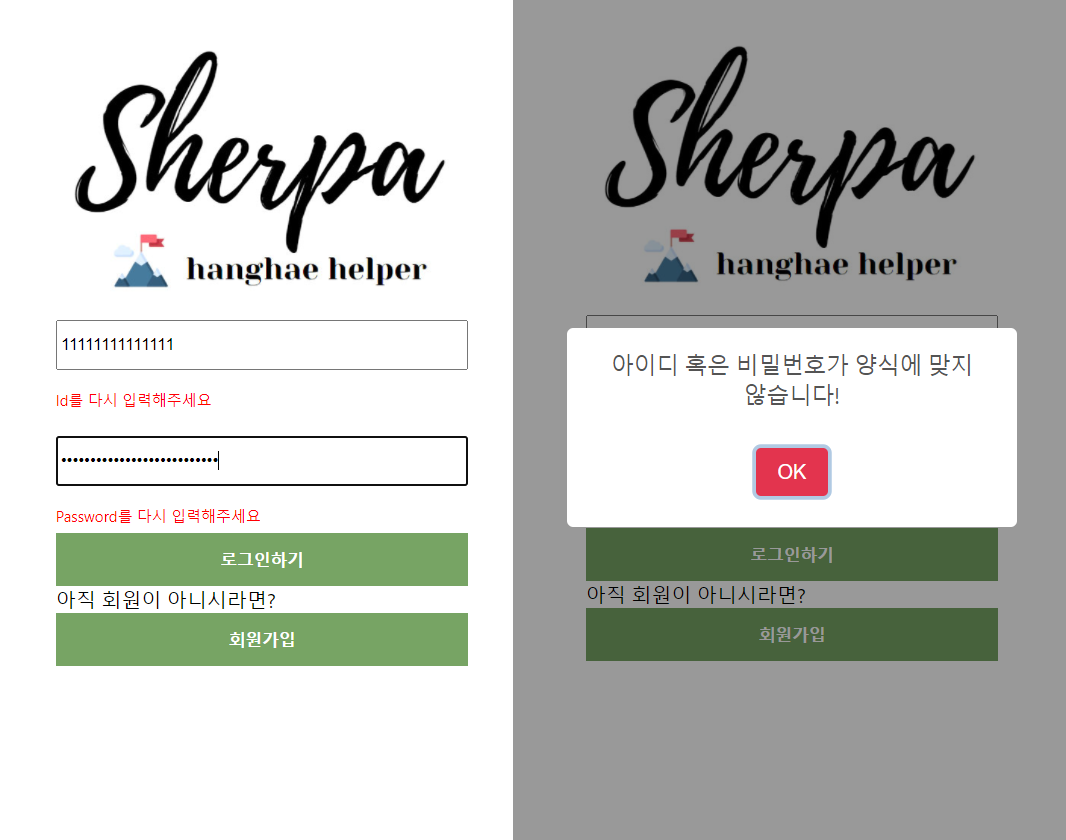 Sherpa
hanghae helper
11111111111111
Id를 다시 입력해주세요
•••••••••••••••••••••••••••
Password를 다시 입력해주세요
로그인하기
아직 회원이 아니시라면?
회원가입
Sherpa
hanghae helper
아이디 혹은 비밀번호가 양식에 맞지
않습니다!
OK
로그인하기
아직 회원이 아니시라면?
회원가입